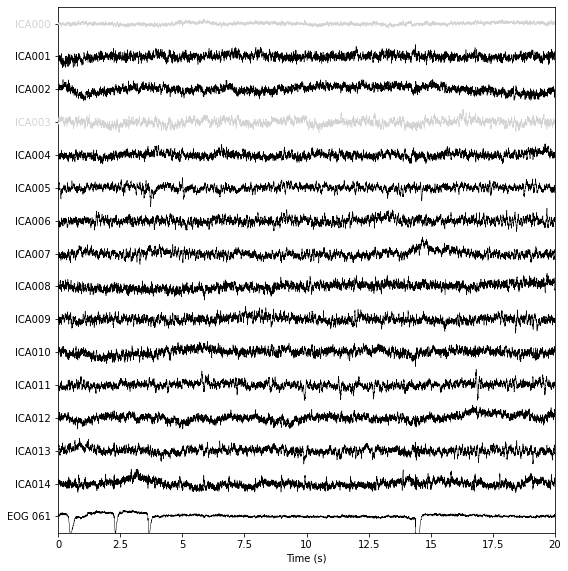 ICA000
ICA001
ICA002
ICA003
ICA004
ICA005
ICA006
ICA007
ICA008
ICA009
ICA010
ICA011
ICA012
ICA013
ICA014
EOG 061
0 2.5 5 7.5 10 12.5 15 17.5 20
Time (s)